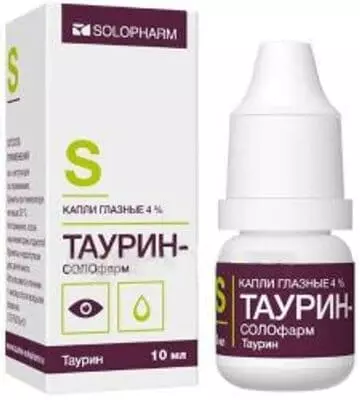 SOLOPHARM
S
КАПЛИ ГЛАЗНЫЕ 4 %
ТАУРИН-
СОЛОфарм
Таурин
10 мл
S
КАПЛИ ГЛАЗНЫЕ 4 %
ТАУРИН-
СОЛОфарм
Таурин